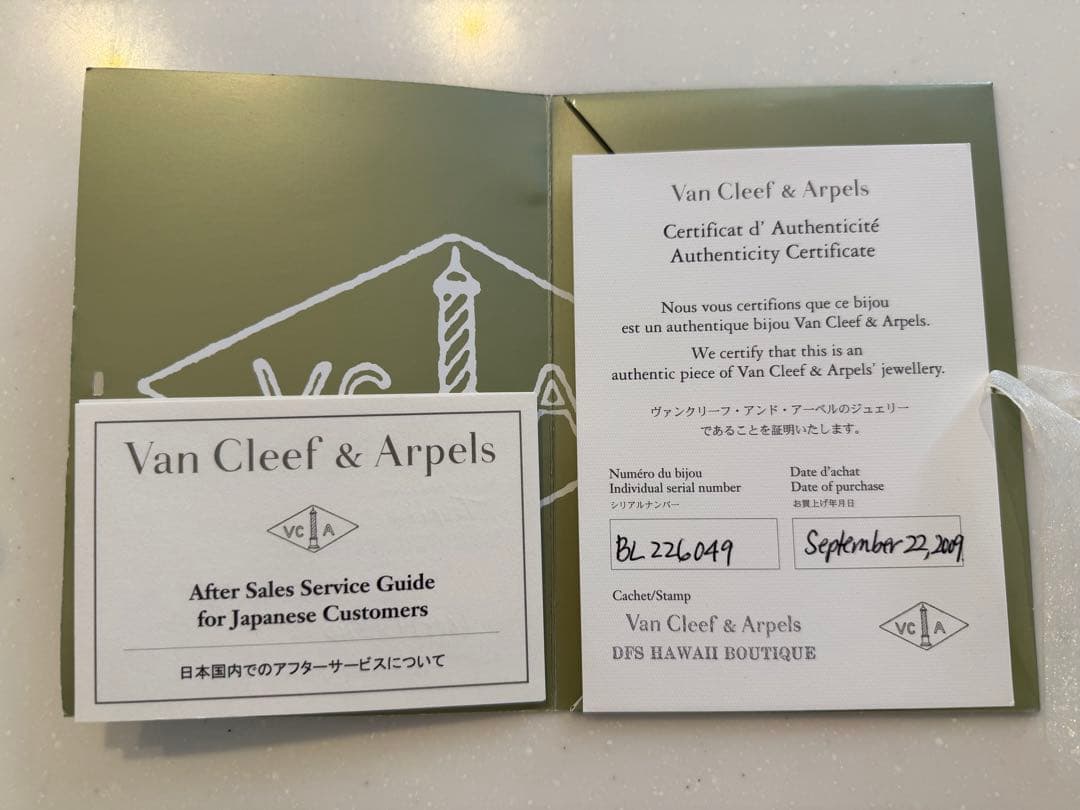 VC A
Van Cleef & Arpels
VC A
After Sales Service Guide
for Japanese Customers
日本国内でのアフターサービスについて
Van Cleef & Arpels
Certificat d' Authenticité
Authenticity Certificate
Nous vous certifions que ce bijou
est un authentique bijou Van Cleef & Arpels.
We certify that this is an
authentic piece of Van Cleef & Arpels' jewellery.
ヴァンクリーフ・アンド・アーペルのジュエリー
であることを証明いたします。
Numéro du bijou
Individual serial number
シリアルナンバー
BL 226049
Date d'achat
Date of purchase
お買上げ年月日
September 22, 2009
Cachet/Stamp
Van Cleef & Arpels
DFS HAWAII BOUTIQUE
VC A